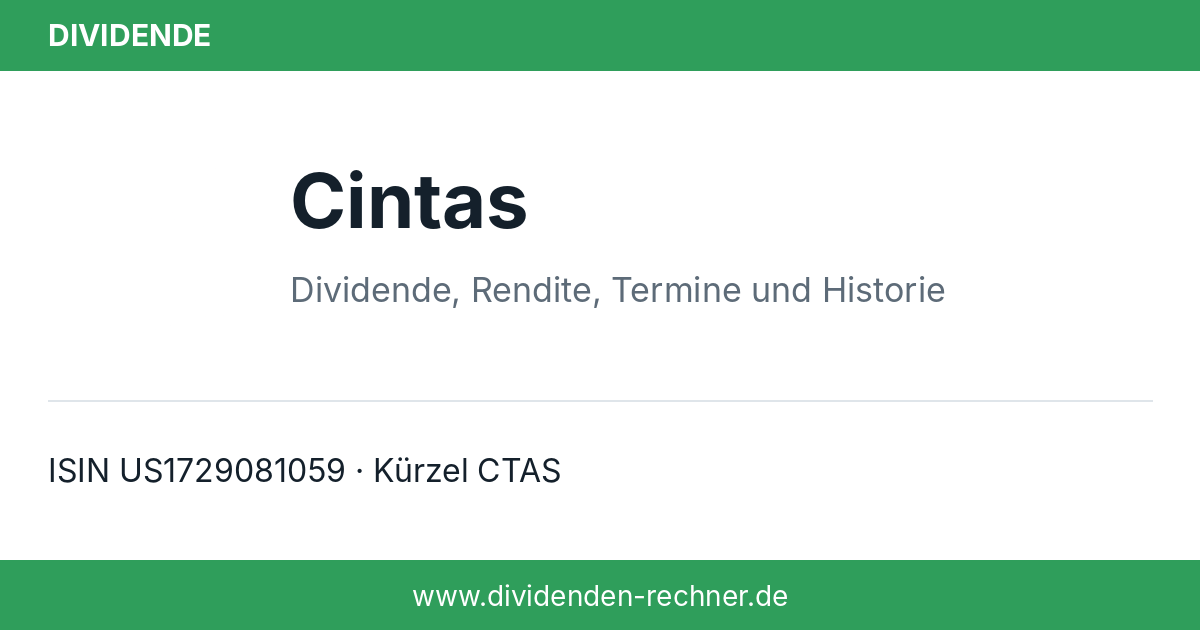 DIVIDENDE
Cintas
Dividende, Rendite, Termine und Historie
ISIN US1729081059 · Kürzel CTAS
www.dividenden-rechner.de